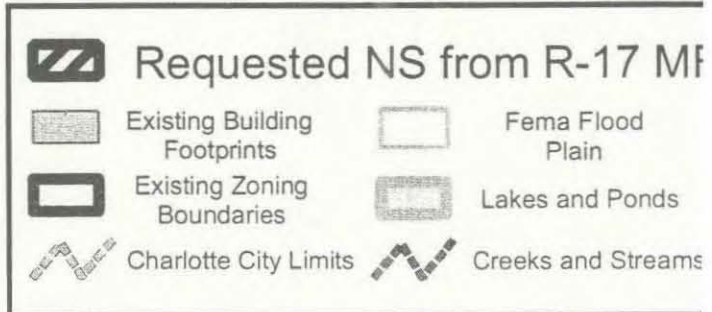 Requested NS from R-17 MF
Existing Building
Footprints
Fema Flood
Plain
Existing Zoning
Boundaries
Lakes and Ponds
Charlotte City Limits
Creeks and Streams